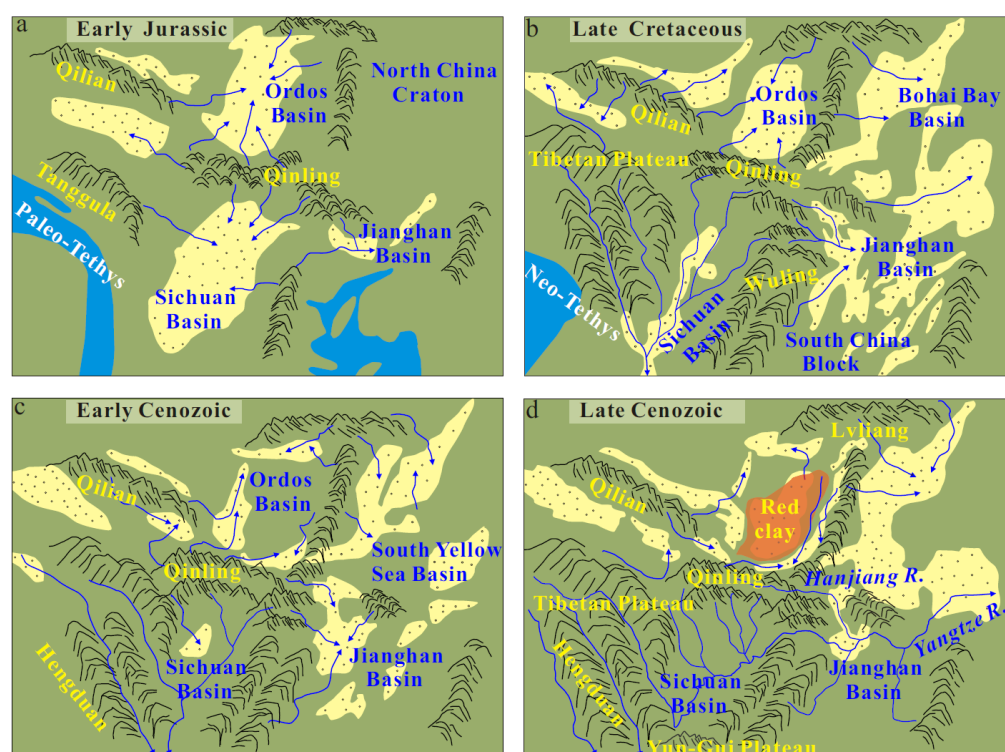 a
Early Jurassic
Qilian
Ordos
Basin
North China
Craton
Tanggula
Qinling
Paleo-Tethys
Jianghan
Basin
Sichuan
Basin
b
Late Cretaceous
Qilian
Ordos
Basin
Bohai Bay
Basin
Tibetan Plateau
Qinling
Neo-Tethys
Wuling
Jianghan
Basin
Sichuan
Basin
South China
Block
c
Early Cenozoic
Qilian
Ordos
Basin
South Yellow
Sea Basin
Qinling
Hengduan
Sichuan
Basin
Jianghan
Basin
d
Late Cenozoic
Lvliang
Qilian
Red
clay
Qinling
Hanjiang R.
Tibetan Plateau
Yangtze R.
Hengduan
Sichuan
Basin
Jianghan
Basin
Yun-Gui Plateau